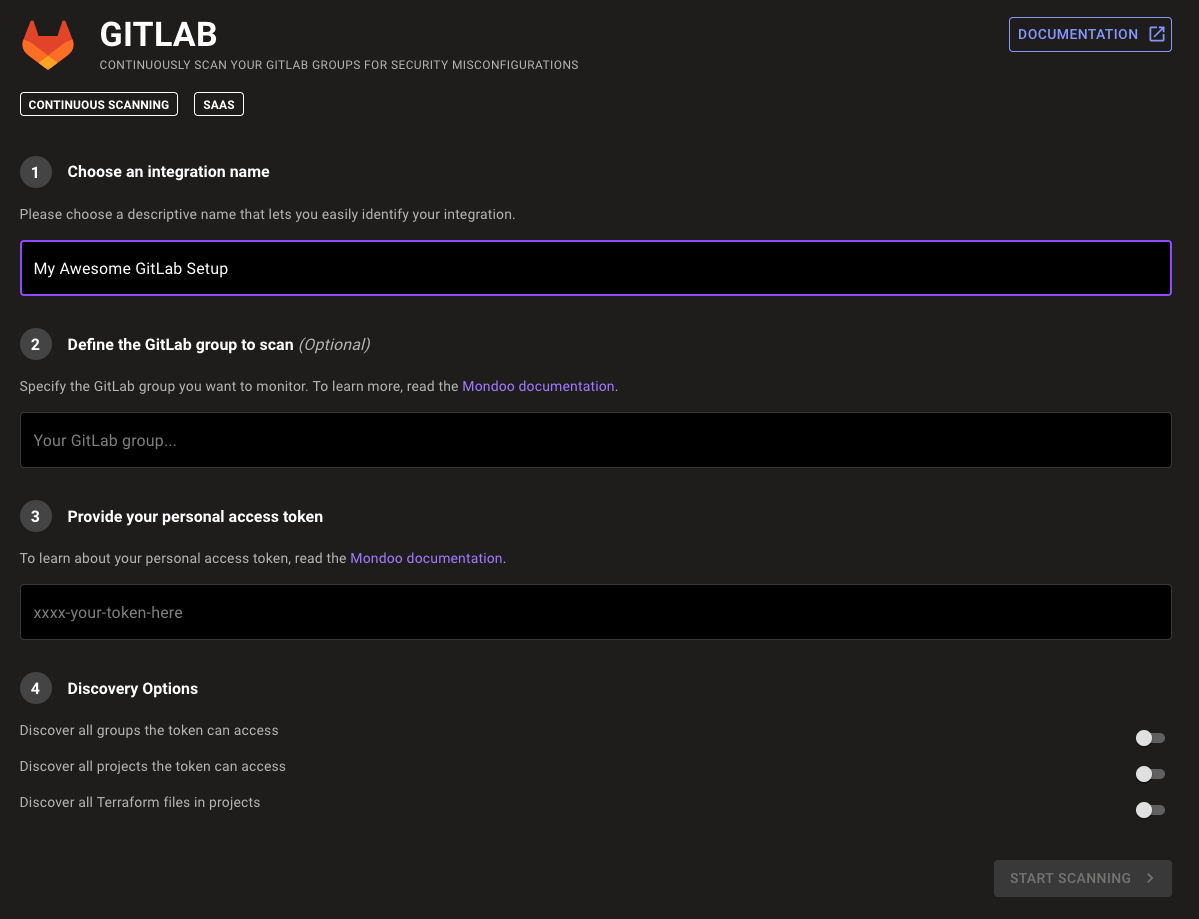 GITLAB
DOCUMENTATION
CONTINUOUSLY SCAN YOUR GITLAB GROUPS FOR SECURITY MISCONFIGURATIONS
CONTINUOUS SCANNING
SAAS
1 Choose an integration name
Please choose a descriptive name that lets you easily identify your integration.
My Awesome GitLab Setup
2 Define the GitLab group to scan (Optional)
Specify the GitLab group you want to monitor. To learn more, read the Mondoo documentation.
Your GitLab group...
3 Provide your personal access token
To learn about your personal access token, read the Mondoo documentation.
xxxx-your-token-here
4 Discovery Options
Discover all groups the token can access
Discover all projects the token can access
Discover all Terraform files in projects
START SCANNING